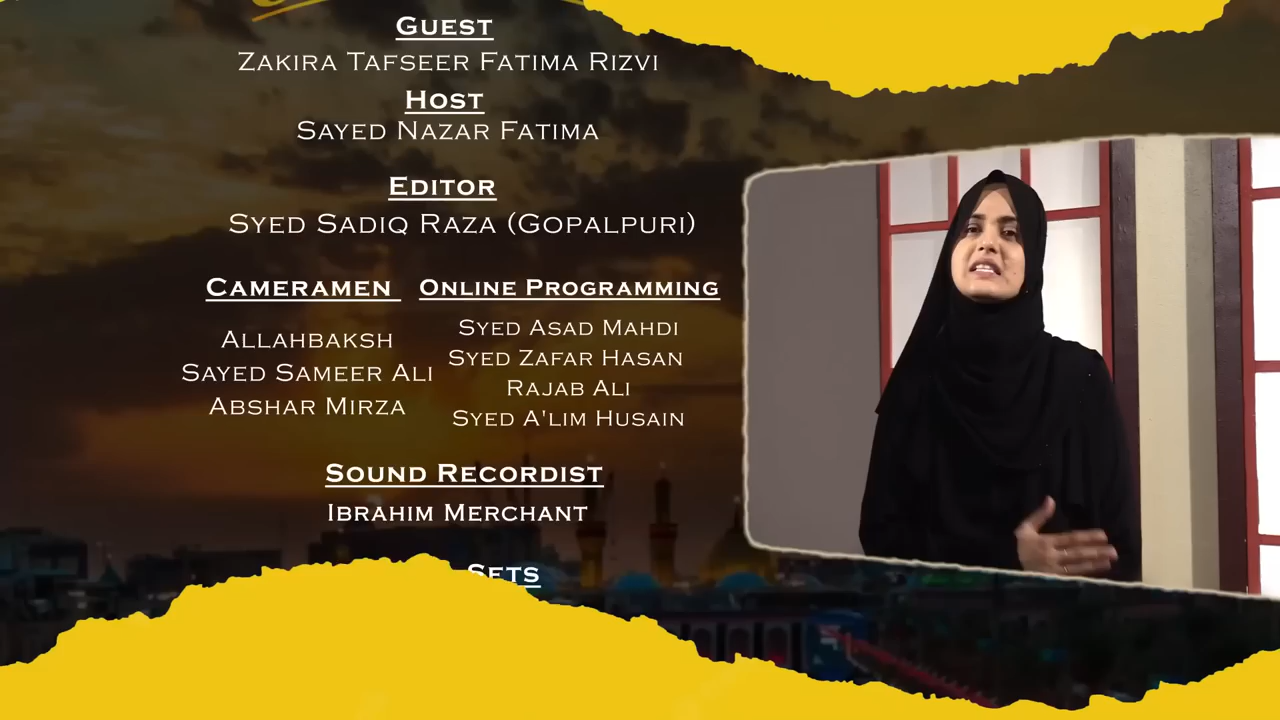 GUEST
ZAKIRA TAFSEER FATIMA RIZVI
HOST
SAYED NAZAR FATIMA
EDITOR
SYED SADIQ RAZA (GOPALPURI)
CAMERAMEN
ALLAHBAKSH
SAYED SAMEER ALI
ABSHAR MIRZA
ONLINE PROGRAMMING
SYED ASAD MAHDI
SYED ZAFAR HASAN
RAJAB ALI
SYED A'LIM HUSAIN
SOUND RECORDIST
IBRAHIM MERCHANT
SETS